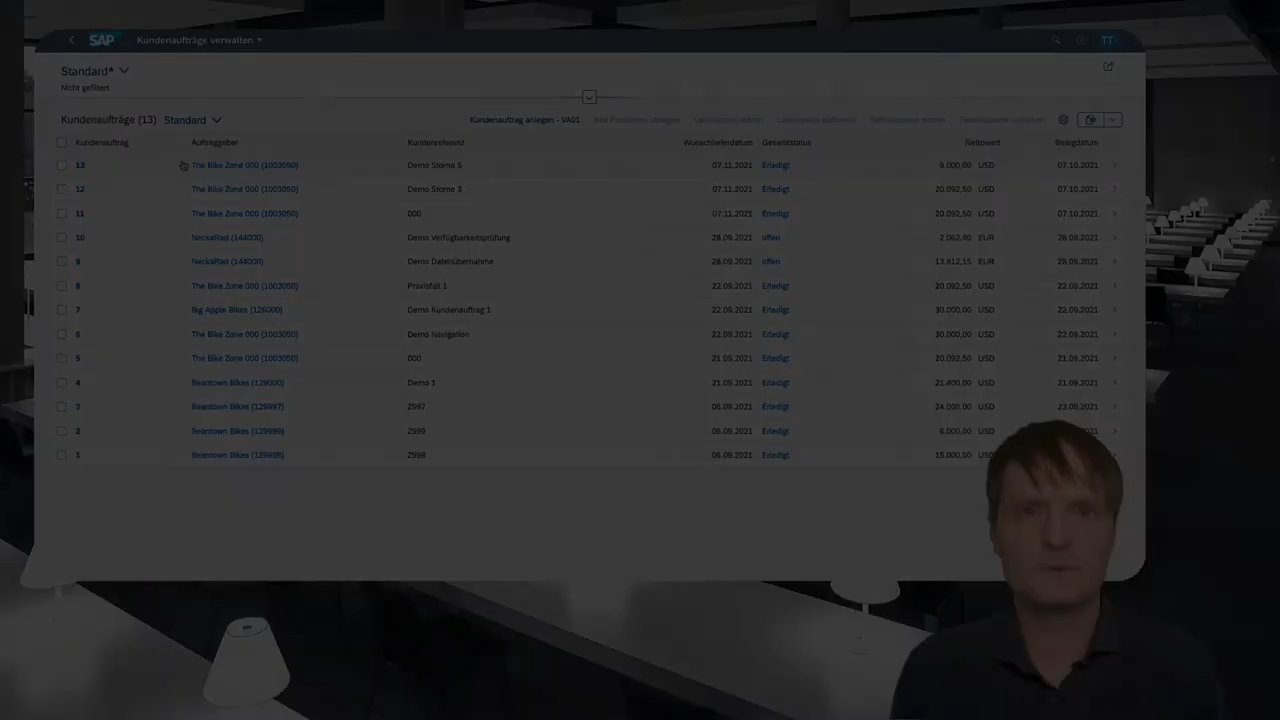 SAP Kundenaufträge verwalten
TT
Standard*
Nicht gefiltert
Kundenaufträge (13) Standard
Kundenauftrag anlegen - VA01
Kundenauftrag Auftraggeber Kundenreferenz Wunschlieferdatum Gesamtstatus Nettowert Belegdatum
13 The Bike Zone 000 (1003050) Demo Storno 5 07.11.2021 Erledigt 9.000,00 USD 07.10.2021
12 The Bike Zone 000 (1003050) Demo Storno 3 07.11.2021 Erledigt 20.092,50 USD 07.10.2021
11 The Bike Zone 000 (1003050) 000 07.11.2021 Erledigt 20.092,50 USD 07.10.2021
10 NeckaRad (144000) Demo Verfügbarkeitsprüfung 28.09.2021 offen 2.062,90 EUR 28.09.2021
9 NeckaRad (144000) Demo Datenübernahme 28.09.2021 offen 13.812,15 EUR 28.09.2021
8 The Bike Zone 000 (1003050) Praxisfall 1 22.09.2021 Erledigt 20.092,50 USD 22.09.2021
7 Big Apple Bikes (126000) Demo Kundenauftrag 1 22.09.2021 Erledigt 30.000,00 USD 22.09.2021
6 The Bike Zone 000 (1003050) Demo Navigation 22.09.2021 Erledigt 30.000,00 USD 22.09.2021
5 The Bike Zone 000 (1003050) 000 21.09.2021 Erledigt 20.092,50 USD 21.09.2021
4 Beantown Bikes (129000) Demo 1 21.09.2021 Erledigt 21.400,00 USD 21.09.2021
3 Beantown Bikes (129997) Z997 06.09.2021 Erledigt 24.000,00 USD 23.08.2021
2 Beantown Bikes (129999) Z999 06.09.2021 Erledigt 6.000,00 USD
1 Beantown Bikes (129998) Z998 06.09.2021 Erledigt 15.000,00